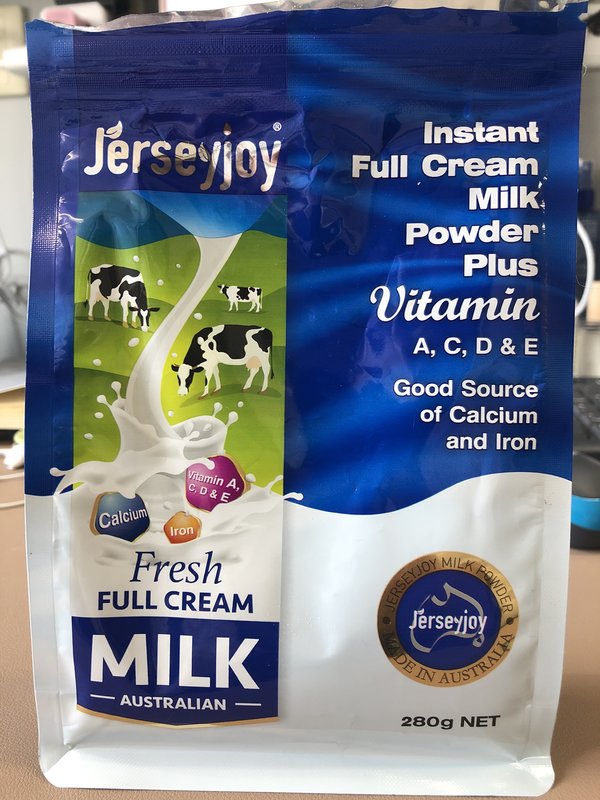 Jerseyjoy®
Instant
Full Cream
Milk
Powder
Plus
Vitamin
A, C, D & E
Good Source
of Calcium
and Iron
Vitamin A,
C, D & E
Calcium
Iron
Fresh
FULL CREAM
MILK
AUSTRALIAN
JERSEYJOY MILK POWDER
Jerseyjoy
MADE IN AUSTRALIA
280g NET